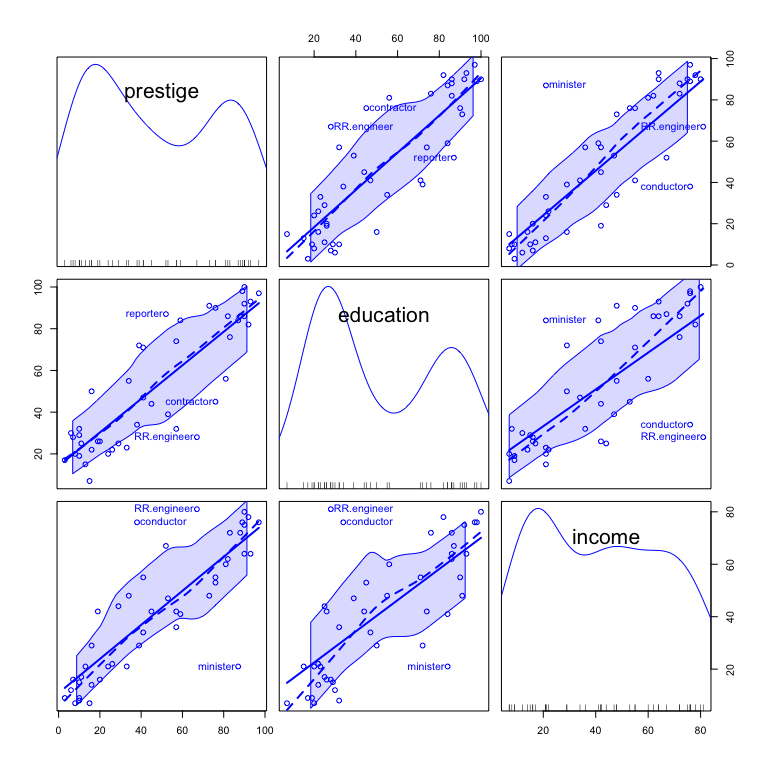 20 40 60 80 100
prestige
contractor
RR.engineer
reporter
minister
RR.engineer
conductor
0 20 40 60 80 100
20 40 60 80 100
reporter
contractor
RR.engineer
education
minister
conductor
RR.engineer
RR.engineer
conductor
minister
RR.engineer
conductor
minister
income
20 40 60 80
0 20 40 60 80 100
20 40 60 80